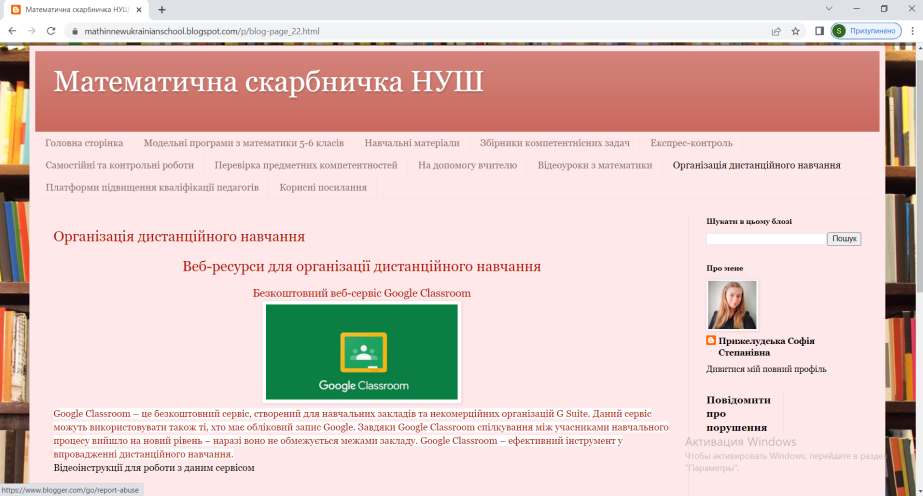 Математична скарбничка НУШ
mathinnewukrainianschool.blogspot.com/p/blog-page_22.html
S
Призупинено
Математична скарбничка НУШ
Головна сторінка Модельні програми з математики 5-6 класів Навчальні матеріали Збірники компетентнісних задач Експрес-контроль
Самостійні та контрольні роботи Перевірка предметних компетентностей На допомогу вчителю Відеоуроки з математики Організація дистанційного навчання
Платформи підвищення кваліфікації педагогів Корисні посилання
Організація дистанційного навчання
Веб-ресурси для організації дистанційного навчання
Безкоштовний веб-сервіс Google Classroom
Google Classroom
Google Classroom – це безкоштовний сервіс, створений для навчальних закладів та некомерційних організацій G Suite. Даний сервіс
можуть використовувати також ті, хто має обліковий запис Google. Завдяки Google Classroom спілкування між учасниками навчального
процесу вийшло на новий рівень – наразі воно не обмежується межами закладу. Google Classroom – ефективний інструмент у
впровадженні дистанційного навчання.
Відеоінструкції для роботи з даним сервісом
Шукати в цьому блозі
Пошук
Про мене
Прижелудська Софія
Степанівна
Дивитися мій повний профіль
Повідомити
про
порушення
Активация Windows
Чтобы активировать Windows, перейдите в раздел
"Параметры".
https://www.blogger.com/go/report-abuse